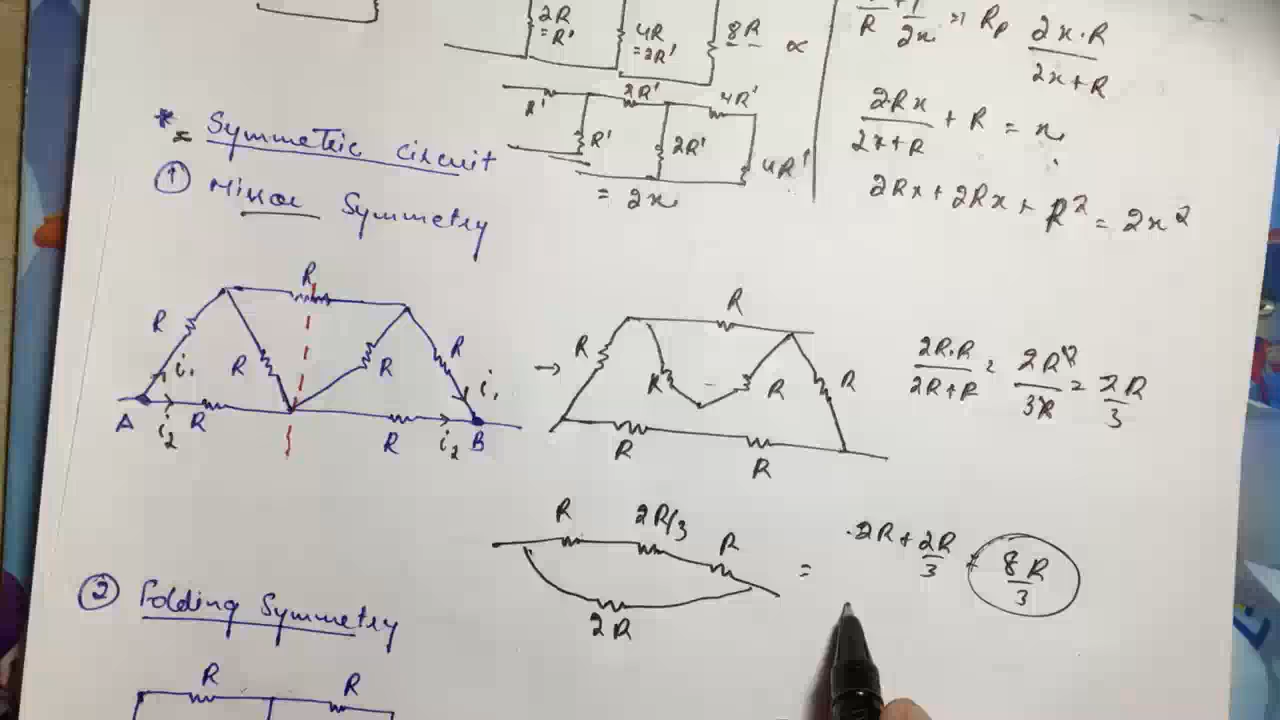 2R
= R'
4R
= 2R'
8R
∝
2x
⇒ Rp
2x·R
2x+R
R'
2R'
4R'
R'
2R'
4R'
= 2x
2Rx
2x+R
+ R = x
2Rx + 2Rx + R² = 2x²
* = Symmetric circuit
① Mirror Symmetry
R
R
R
R
R
i₁
i₁
A
i₂
R
R
i₂
B
→
R
R
R
R
R
R
R
2R·R
2R+R
=
2R²
3R
=
2R
3
R
2R/3
R
2R
=
2R + 2R
3
=
8R
3
② Folding Symmetry
R
R